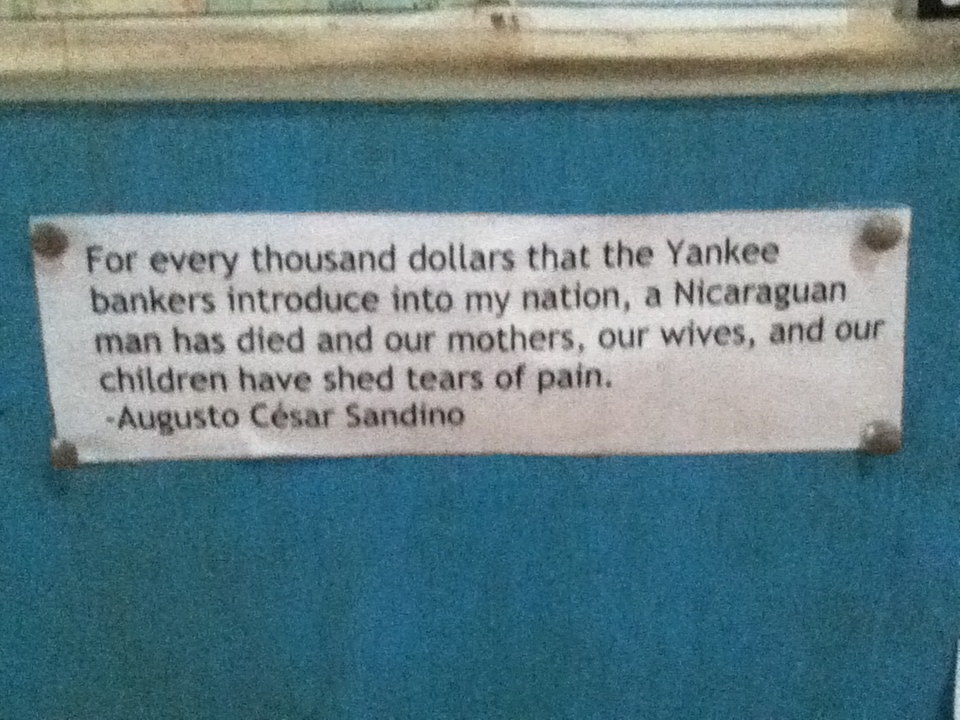 For every thousand dollars that the Yankee
bankers introduce into my nation, a Nicaraguan
man has died and our mothers, our wives, and our
children have shed tears of pain.
-Augusto César Sandino